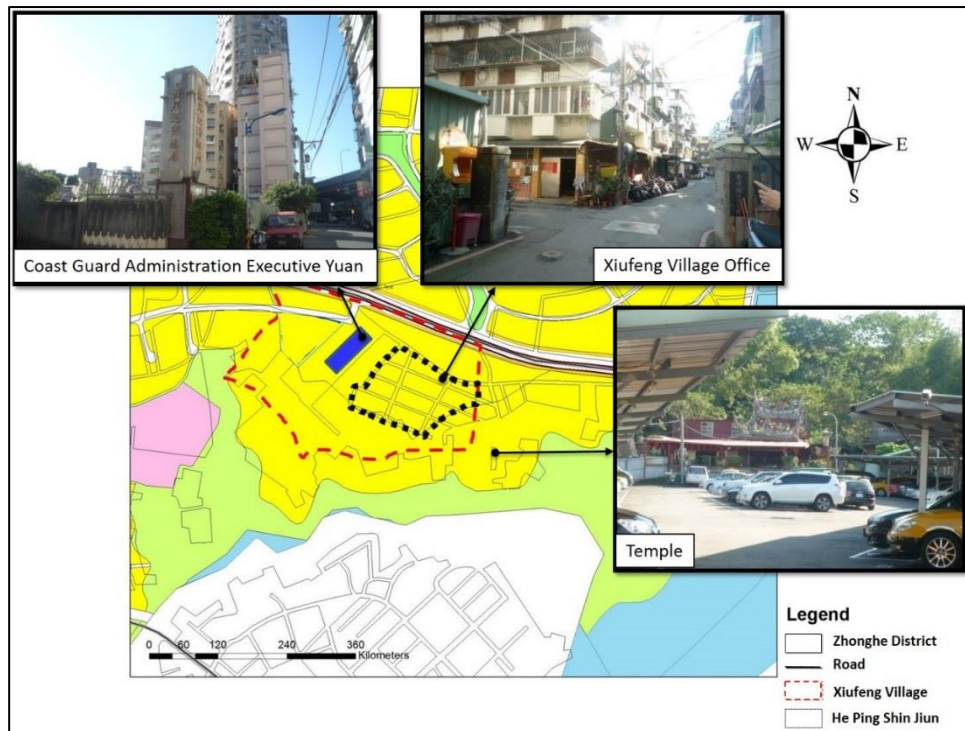 Coast Guard Administration Executive Yuan
Xiufeng Village Office
N
W E
S
Temple
0 60 120 240 360
Kilometers
Legend
Zhonghe District
Road
Xiufeng Village
He Ping Shin Jiun